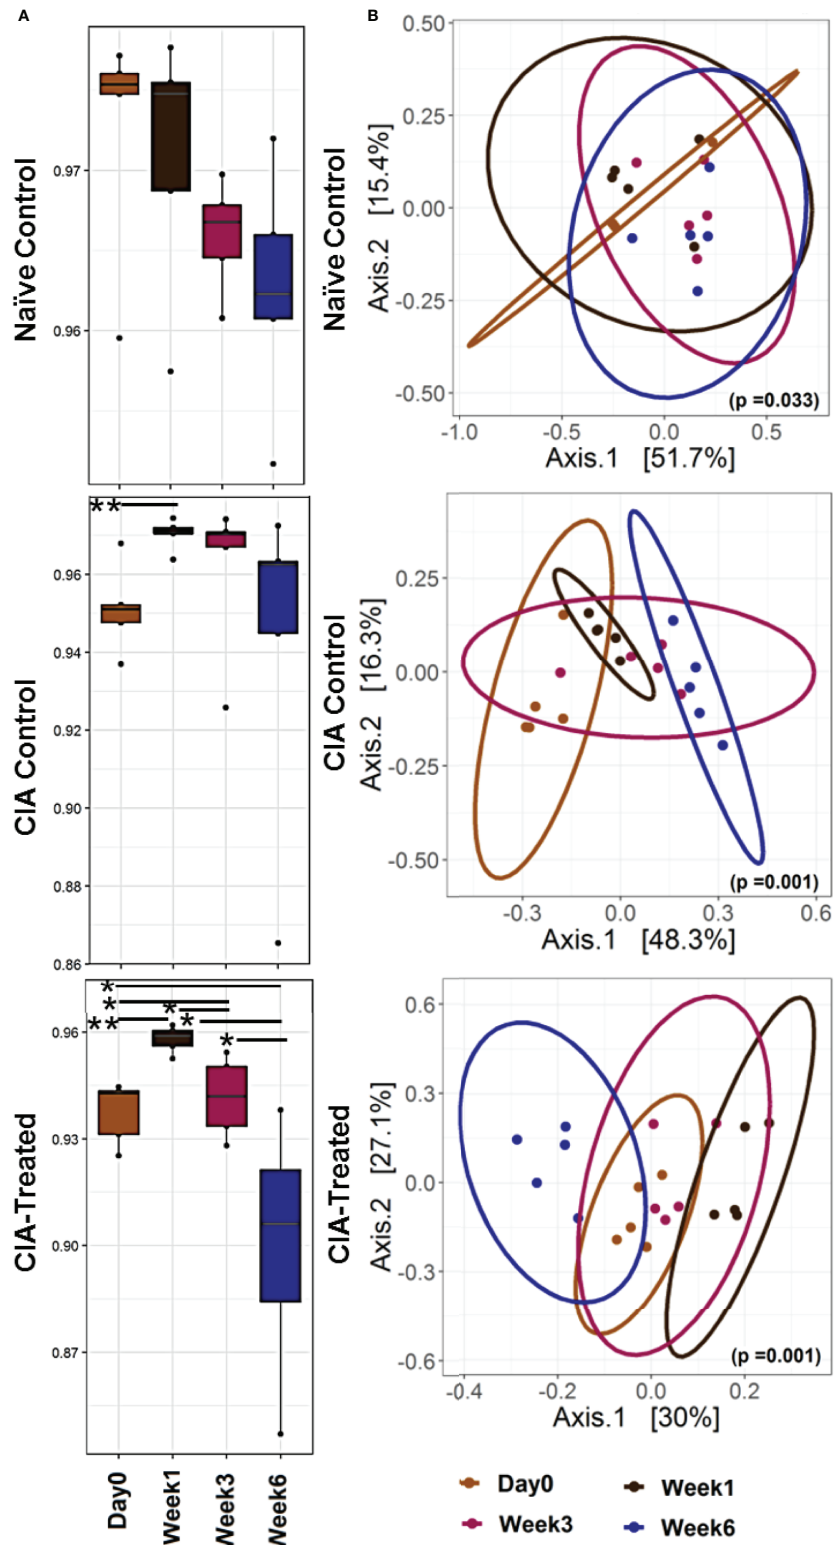 A
B
Naïve Control
0.97
0.96
Naïve Control
Axis.2 [15.4%]
0.50
0.25
0.00
-0.25
-0.50
(p =0.033)
-1.0 -0.5 0.0 0.5
Axis.1 [51.7%]
CIA Control
**
0.96
0.94
0.92
0.90
0.88
0.86
CIA Control
Axis.2 [16.3%]
0.25
0.00
-0.25
-0.50
(p =0.001)
-0.3 0.0 0.3 0.6
Axis.1 [48.3%]
CIA-Treated
*
*
*
** *
*
0.96
0.93
0.90
0.87
Day0 Week1 Week3 Week6
CIA-Treated
Axis.2 [27.1%]
0.6
0.3
0.0
-0.3
-0.6
(p =0.001)
-0.4 -0.2 0.0 0.2
Axis.1 [30%]
Day0 Week1
Week3 Week6